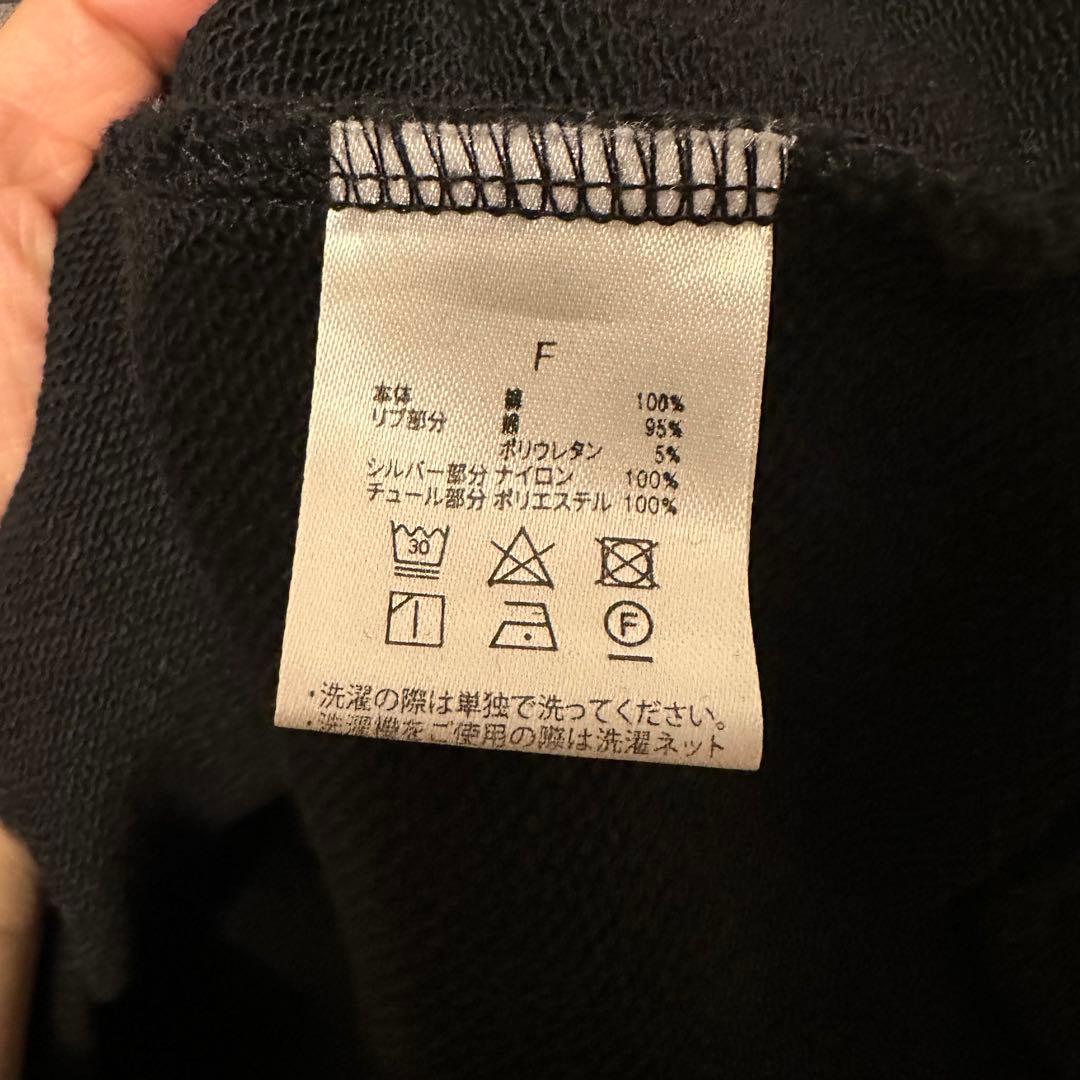 F
本体 綿 100%
リブ部分 綿 95%
ポリウレタン 5%
シルバー部分 ナイロン 100%
チュール部分 ポリエステル 100%
30
F
・洗濯の際は単独で洗ってください。
・洗濯機をご使用の際は洗濯ネット